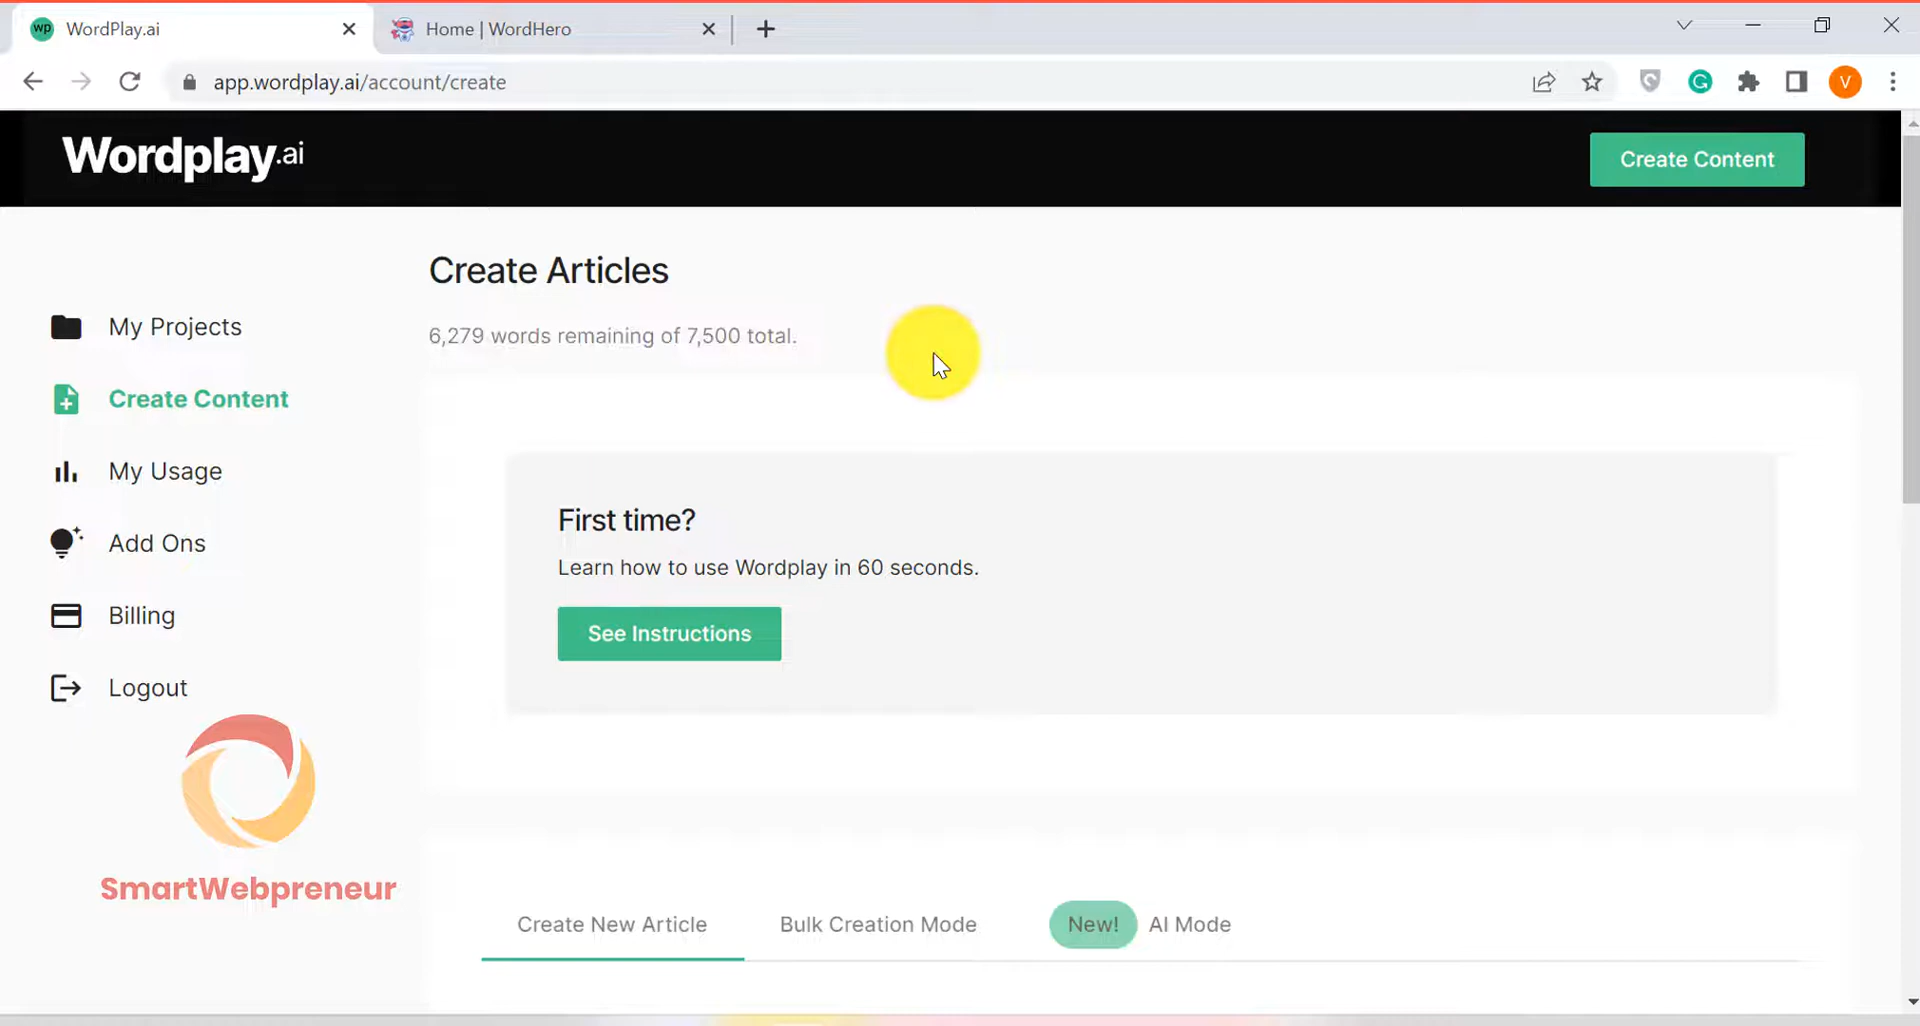 wp WordPlay.ai
Home | WordHero
app.wordplay.ai/account/create
V
Wordplay.ai
Create Content
Create Articles
6,279 words remaining of 7,500 total.
My Projects
Create Content
My Usage
Add Ons
Billing
Logout
First time?
Learn how to use Wordplay in 60 seconds.
See Instructions
SmartWebpreneur
Create New Article
Bulk Creation Mode
New! AI Mode